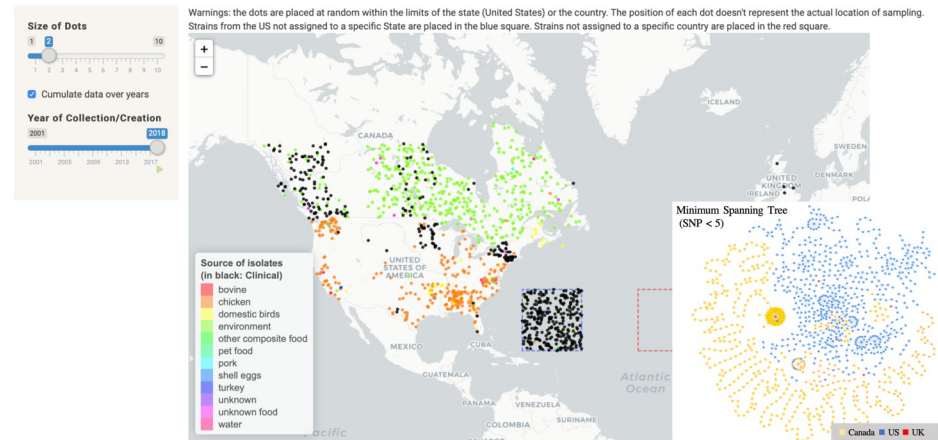 Warnings: the dots are placed at random within the limits of the state (United States) or the country. The position of each dot doesn't represent the actual location of sampling.
Strains from the US not assigned to a specific State are placed in the blue square. Strains not assigned to a specific country are placed in the red square.
Size of Dots
1 2 10
1 2 3 4 5 6 7 8 9 10
Cumulate data over years
Year of Collection/Creation
2001 2018
2001 2005 2009 2013 2017
+
−
ICELAND
CANADA
SWEDEN
UNITED
KINGDOM
DENMARK
IRELAND
POL
UNITED
STATES OF
AMERICA
MEXICO
CUBA
GUATEMALA
PANAMA
VENEZUELA
COLOMBIA
SURINAME
Atlantic
Ocean
acific
Source of isolates
(in black: Clinical)
bovine
chicken
domestic birds
environment
other composite food
pet food
pork
shell eggs
turkey
unknown
unknown food
water
Minimum Spanning Tree
(SNP < 5)
Canada US UK